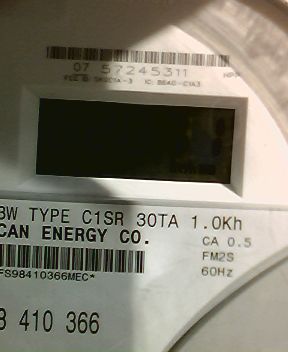 07 57245311
3W TYPE C1SR 30TA 1.0Kh
CAN ENERGY CO.
CA 0.5
FM2S
60Hz
FS98410366MEC*
8 410 366